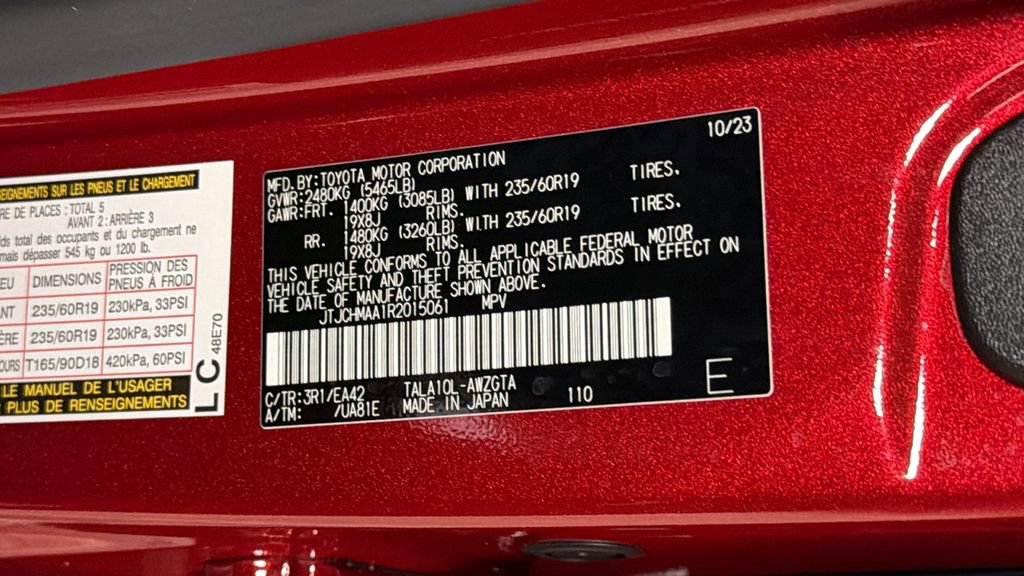 SEIGNEMENTS SUR LES PNEUS ET LE CHARGEMENT
RE DE PLACES : TOTAL 5
AVANT 2 : ARRIÈRE 3
ids total des occupants et du chargement ne
mais dépasser 545 kg ou 1200 lb.
EU DIMENSIONS PRESSION DES PNEUS À FROID
ANT 235/60R19 230kPa, 33PSI
ÈRE 235/60R19 230kPa, 33PSI
OURS T165/90D18 420kPa, 60PSI
LE MANUEL DE L'USAGER
PLUS DE RENSEIGNEMENTS
L C 48E70
10/23
MFD. BY: TOYOTA MOTOR CORPORATION
GVWR: 2480KG (5465LB)
GAWR: FRT. 1400KG (3085LB) WITH 235/60R19 TIRES.
19X8J RIMS.
RR. 1480KG (3260LB) WITH 235/60R19 TIRES.
19X8J RIMS.
THIS VEHICLE CONFORMS TO ALL APPLICABLE FEDERAL MOTOR
VEHICLE SAFETY AND THEFT PREVENTION STANDARDS IN EFFECT ON
THE DATE OF MANUFACTURE SHOWN ABOVE.
JTJCHMAA1R2015061 MPV
C/TR: 3R1/EA42 TALA10L-AWZGTA
A/TM: /UA81E MADE IN JAPAN 110
E